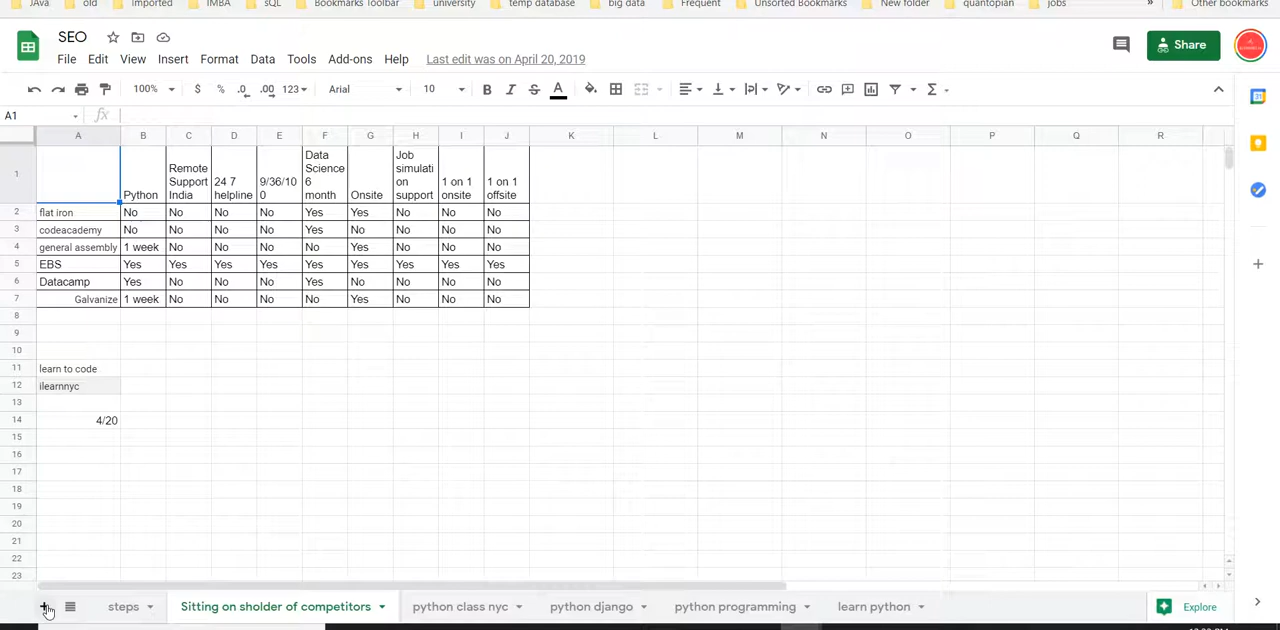 Java old Imported IMBA sQL Bookmarks Toolbar university temp database big data Frequent Unsorted Bookmarks New folder quantopian jobs » Other bookmarks
SEO
Share
File Edit View Insert Format Data Tools Add-ons Help Last edit was on April 20, 2019
100% $ % .0 .00 123 Arial 10 B I S A Σ
A1 fx
A B C D E F G H I J K L M N O P Q R
1 Python Remote Support India 24 7 helpline 9/36/10 0 Data Science 6 month Onsite Job simulati on support 1 on 1 onsite 1 on 1 offsite
2 flat iron No No No No Yes Yes No No No
3 codeacademy No No No No Yes No No No No
4 general assembly 1 week No No No No Yes No No No
5 EBS Yes Yes Yes Yes Yes Yes Yes Yes Yes
6 Datacamp Yes No No No Yes No No No No
7 Galvanize 1 week No No No No Yes No No No
8
9
10
11 learn to code
12 ilearnnyc
13
14 4/20
15
16
17
18
19
20
21
22
23
steps Sitting on sholder of competitors python class nyc python django python programming learn python Explore